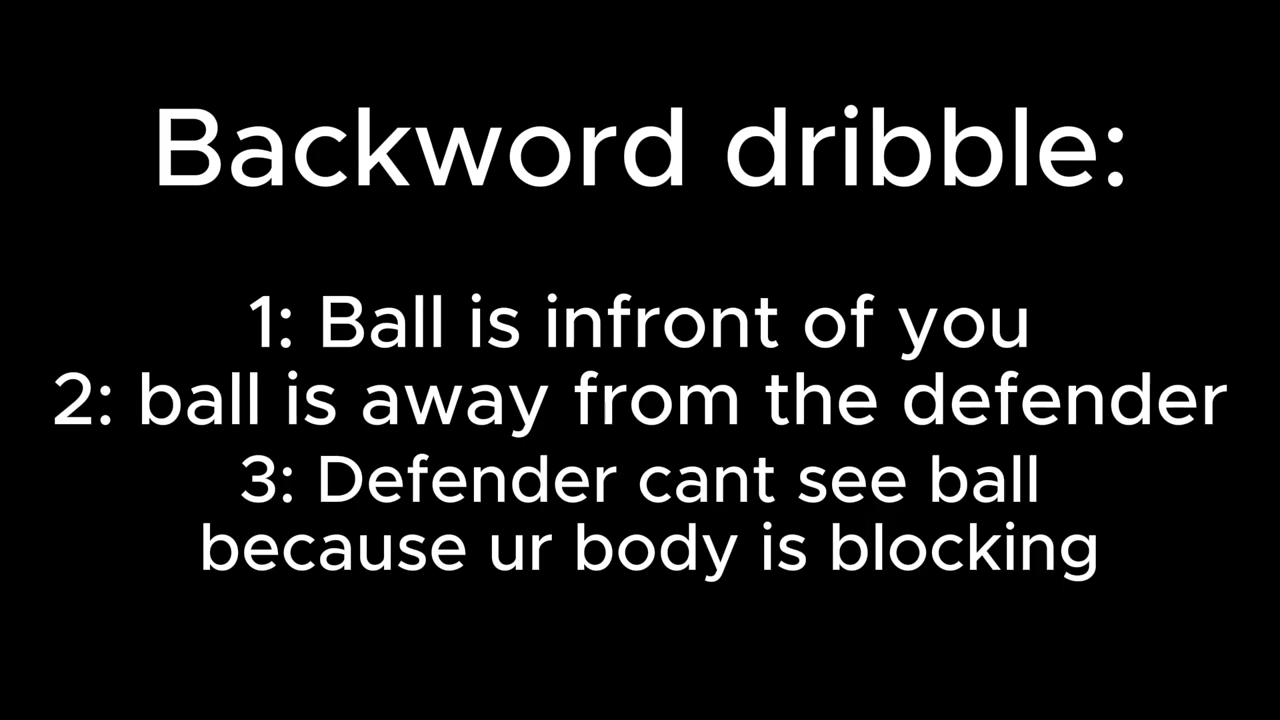 Backword dribble:
1: Ball is infront of you
2: ball is away from the defender
3: Defender cant see ball
because ur body is blocking